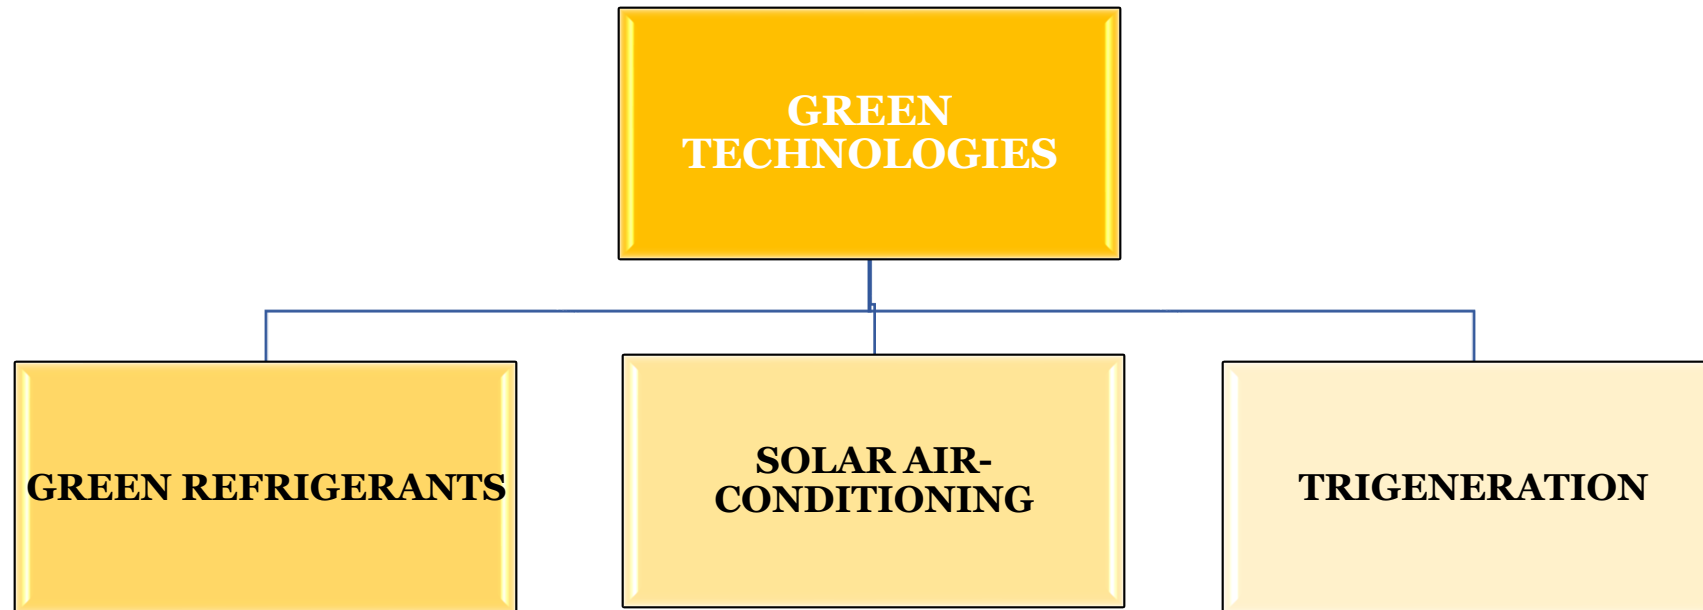 GREEN
TECHNOLOGIES
GREEN REFRIGERANTS
SOLAR AIR-
CONDITIONING
TRIGENERATION